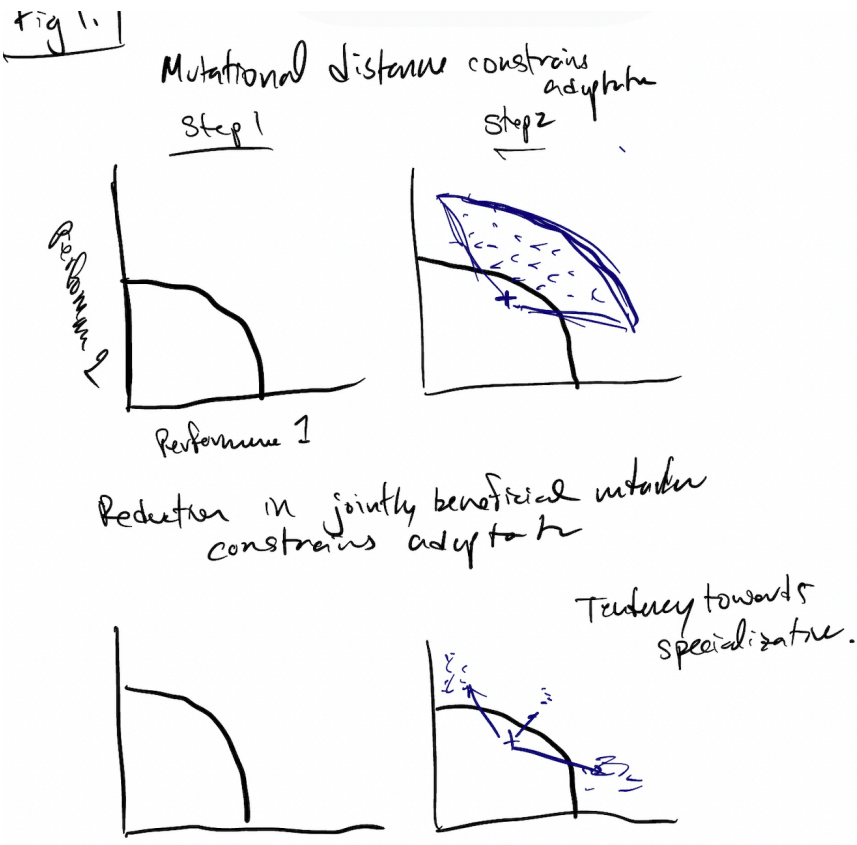 Fig 1.
Mutational distance constrains
adaptation
Step 1
Step 2
Performance 2
Performance 1
Reduction in jointly beneficial mutation
constrains adaptation
Tendency towards
specialization.